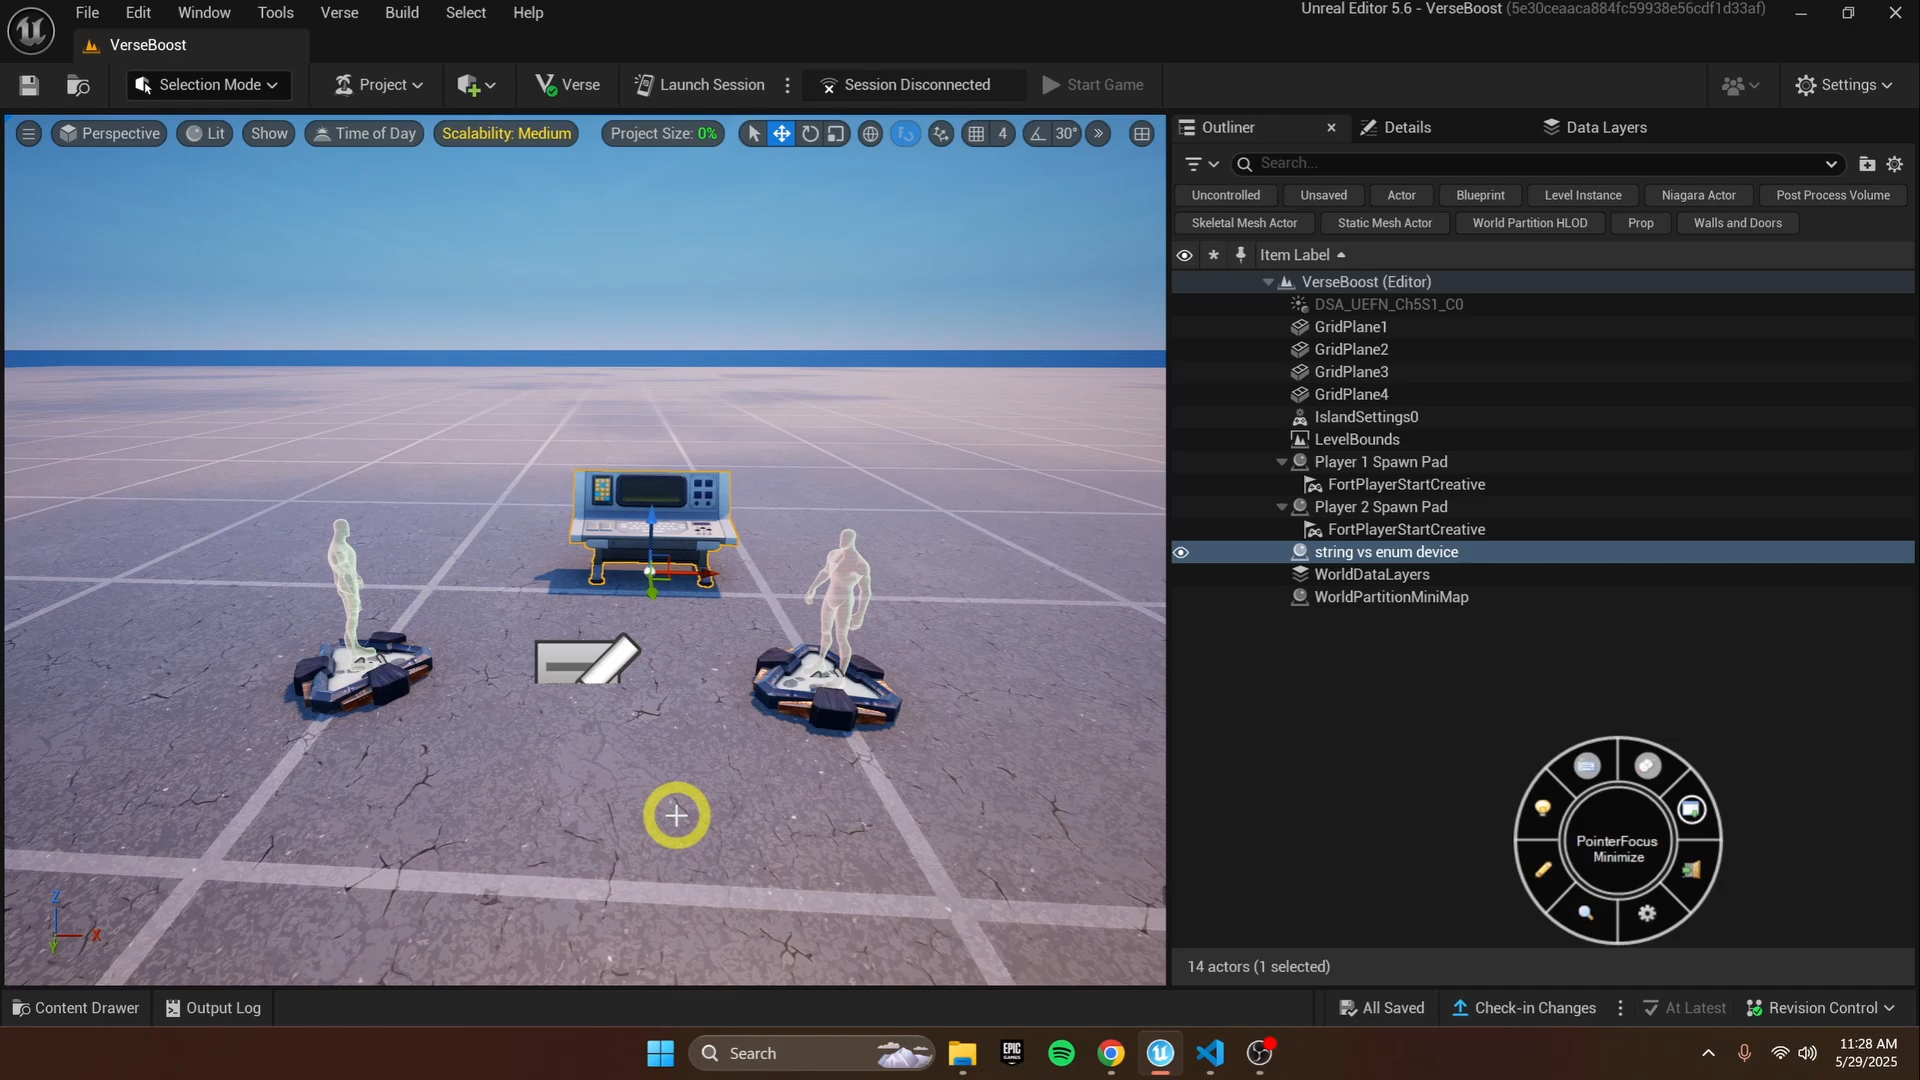 File Edit Window Tools Verse Build Select Help
Unreal Editor 5.6 - VerseBoost (5e30ceaaca884fc59938e56cdf1d33af)
VerseBoost
Selection Mode Project Verse Launch Session Session Disconnected Start Game Settings
Perspective Lit Show Time of Day Scalability: Medium Project Size: 0% 4 30°
Outliner Details Data Layers
Search...
Uncontrolled Unsaved Actor Blueprint Level Instance Niagara Actor Post Process Volume
Skeletal Mesh Actor Static Mesh Actor World Partition HLOD Prop Walls and Doors
Item Label
VerseBoost (Editor)
DSA_UEFN_Ch5S1_C0
GridPlane1
GridPlane2
GridPlane3
GridPlane4
IslandSettings0
LevelBounds
Player 1 Spawn Pad
FortPlayerStartCreative
Player 2 Spawn Pad
FortPlayerStartCreative
string vs enum device
WorldDataLayers
WorldPartitionMiniMap
PointerFocus
Minimize
Z
X
14 actors (1 selected)
Content Drawer Output Log All Saved Check-in Changes At Latest Revision Control
Search
EPIC
GAMES
11:28 AM
5/29/2025